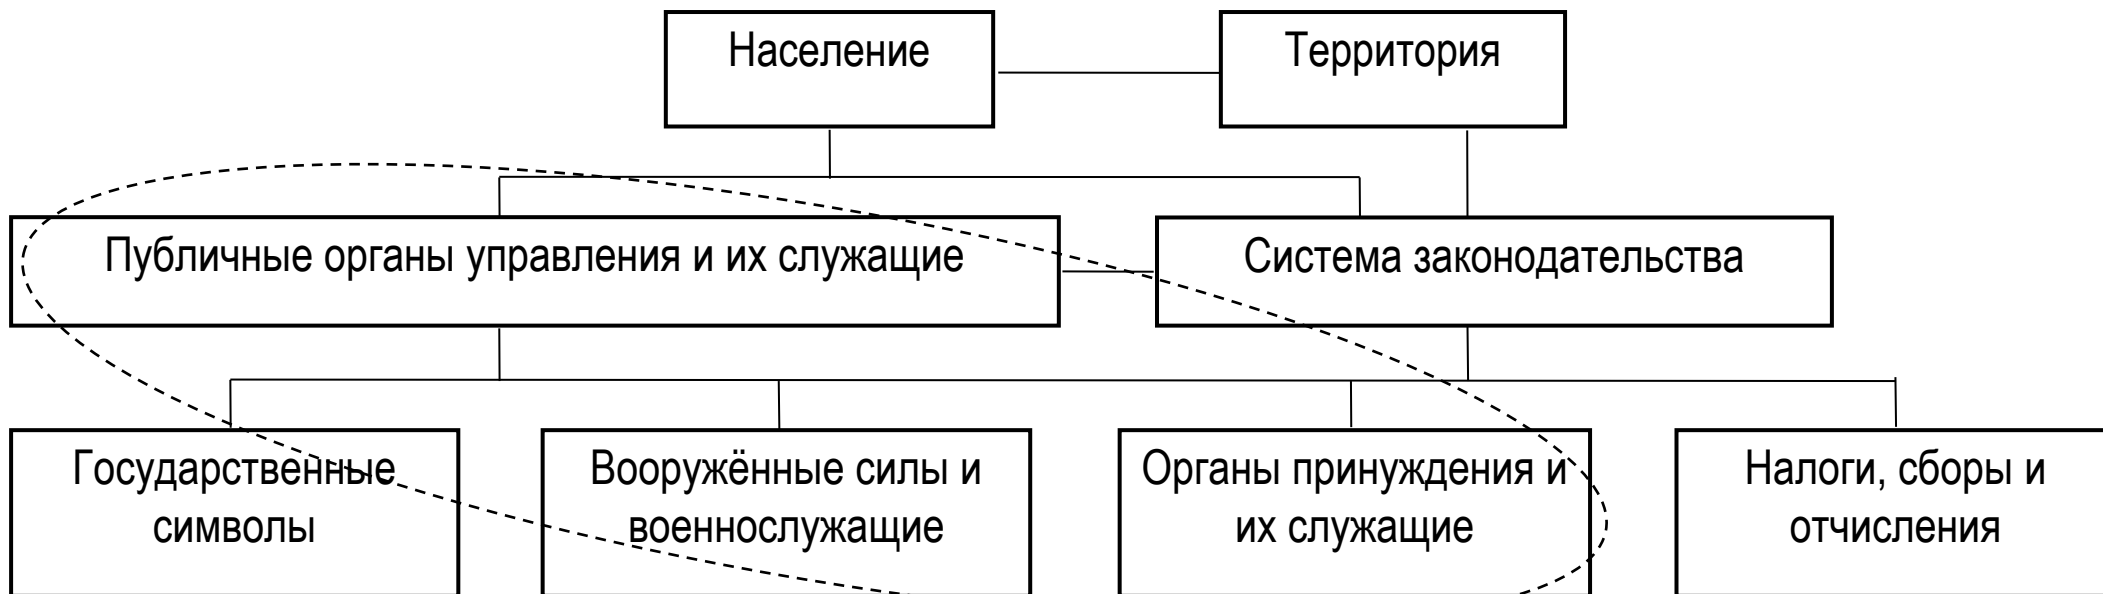 Население
Территория
Публичные органы управления и их служащие
Система законодательства
Государственные
символы
Вооружённые силы и
военнослужащие
Органы принуждения и
их служащие
Налоги, сборы и
отчисления